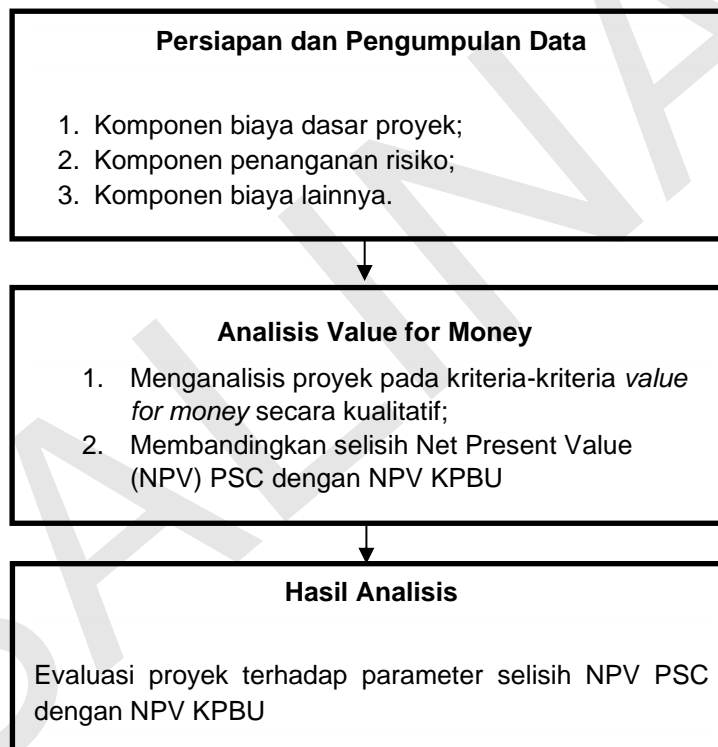 Persiapan dan Pengumpulan Data
1. Komponen biaya dasar proyek;
2. Komponen penanganan risiko;
3. Komponen biaya lainnya.
Analisis Value for Money
1. Menganalisis proyek pada kriteria-kriteria value
for money secara kualitatif;
2. Membandingkan selisih Net Present Value
(NPV) PSC dengan NPV KPBU
Hasil Analisis
Evaluasi proyek terhadap parameter selisih NPV PSC
dengan NPV KPBU
SALINA